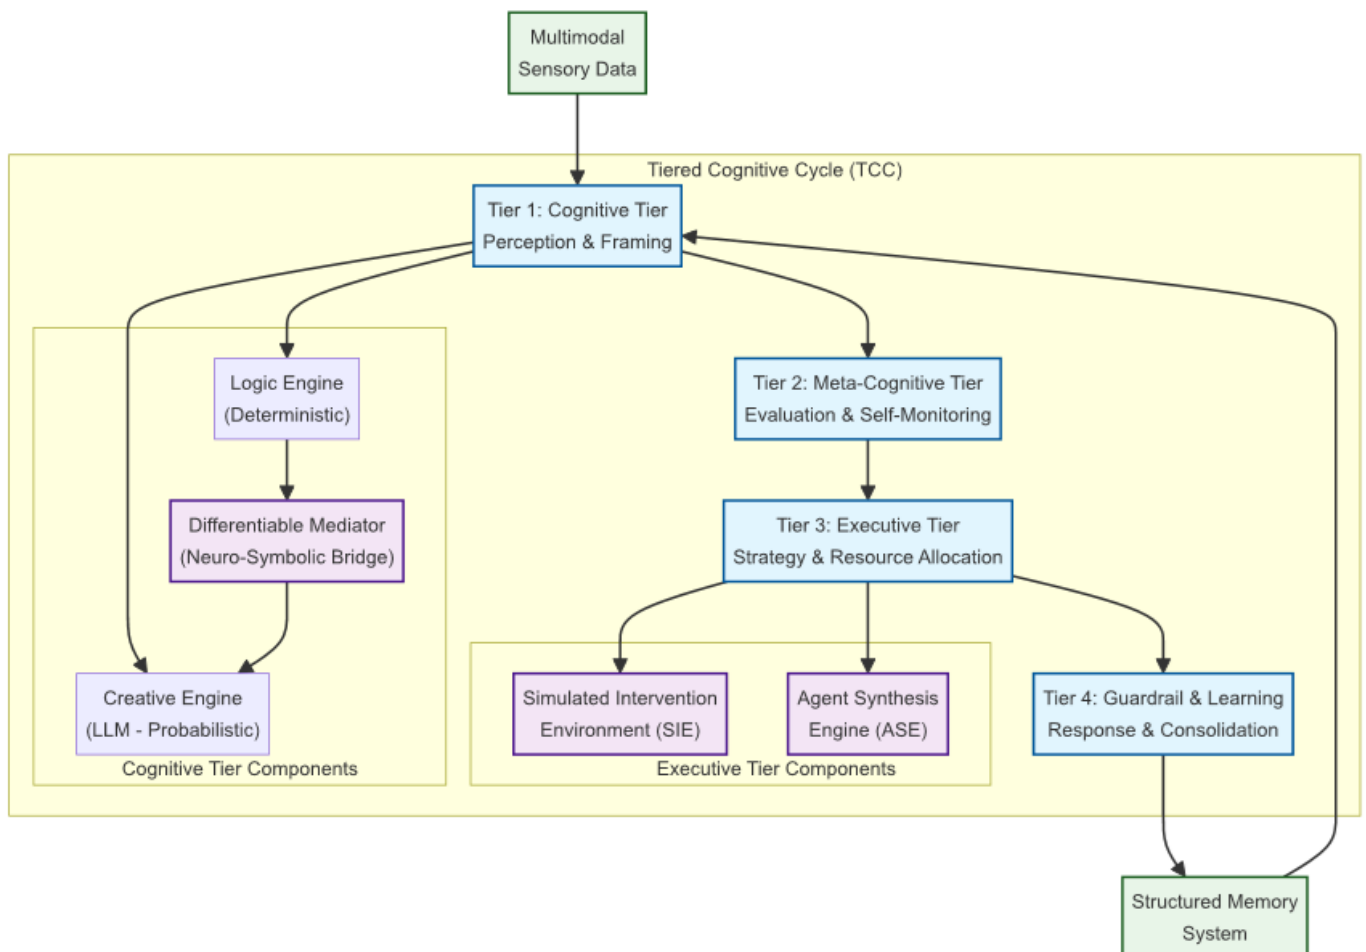 Multimodal
Sensory Data
Tiered Cognitive Cycle (TCC)
Tier 1: Cognitive Tier
Perception & Framing
Logic Engine
(Deterministic)
Tier 2: Meta-Cognitive Tier
Evaluation & Self-Monitoring
Differentiable Mediator
(Neuro-Symbolic Bridge)
Tier 3: Executive Tier
Strategy & Resource Allocation
Creative Engine
(LLM - Probabilistic)
Cognitive Tier Components
Simulated Intervention
Environment (SIE)
Agent Synthesis
Engine (ASE)
Executive Tier Components
Tier 4: Guardrail & Learning
Response & Consolidation
Structured Memory
System